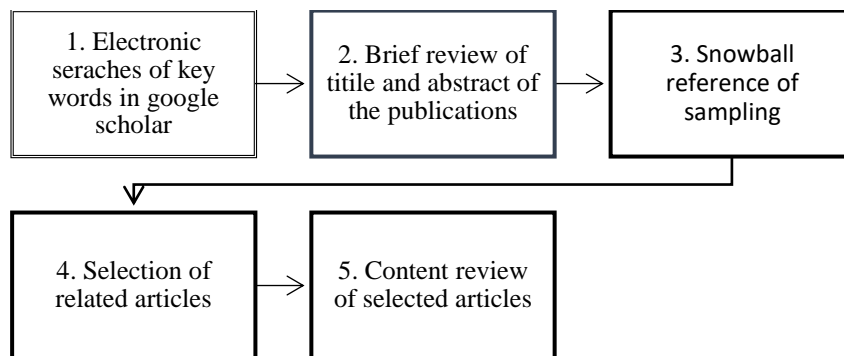 1. Electronic
seraches of key
words in google
scholar
2. Brief review of
titile and abstract of
the publications
3. Snowball
reference of
sampling
4. Selection of
related articles
5. Content review
of selected articles